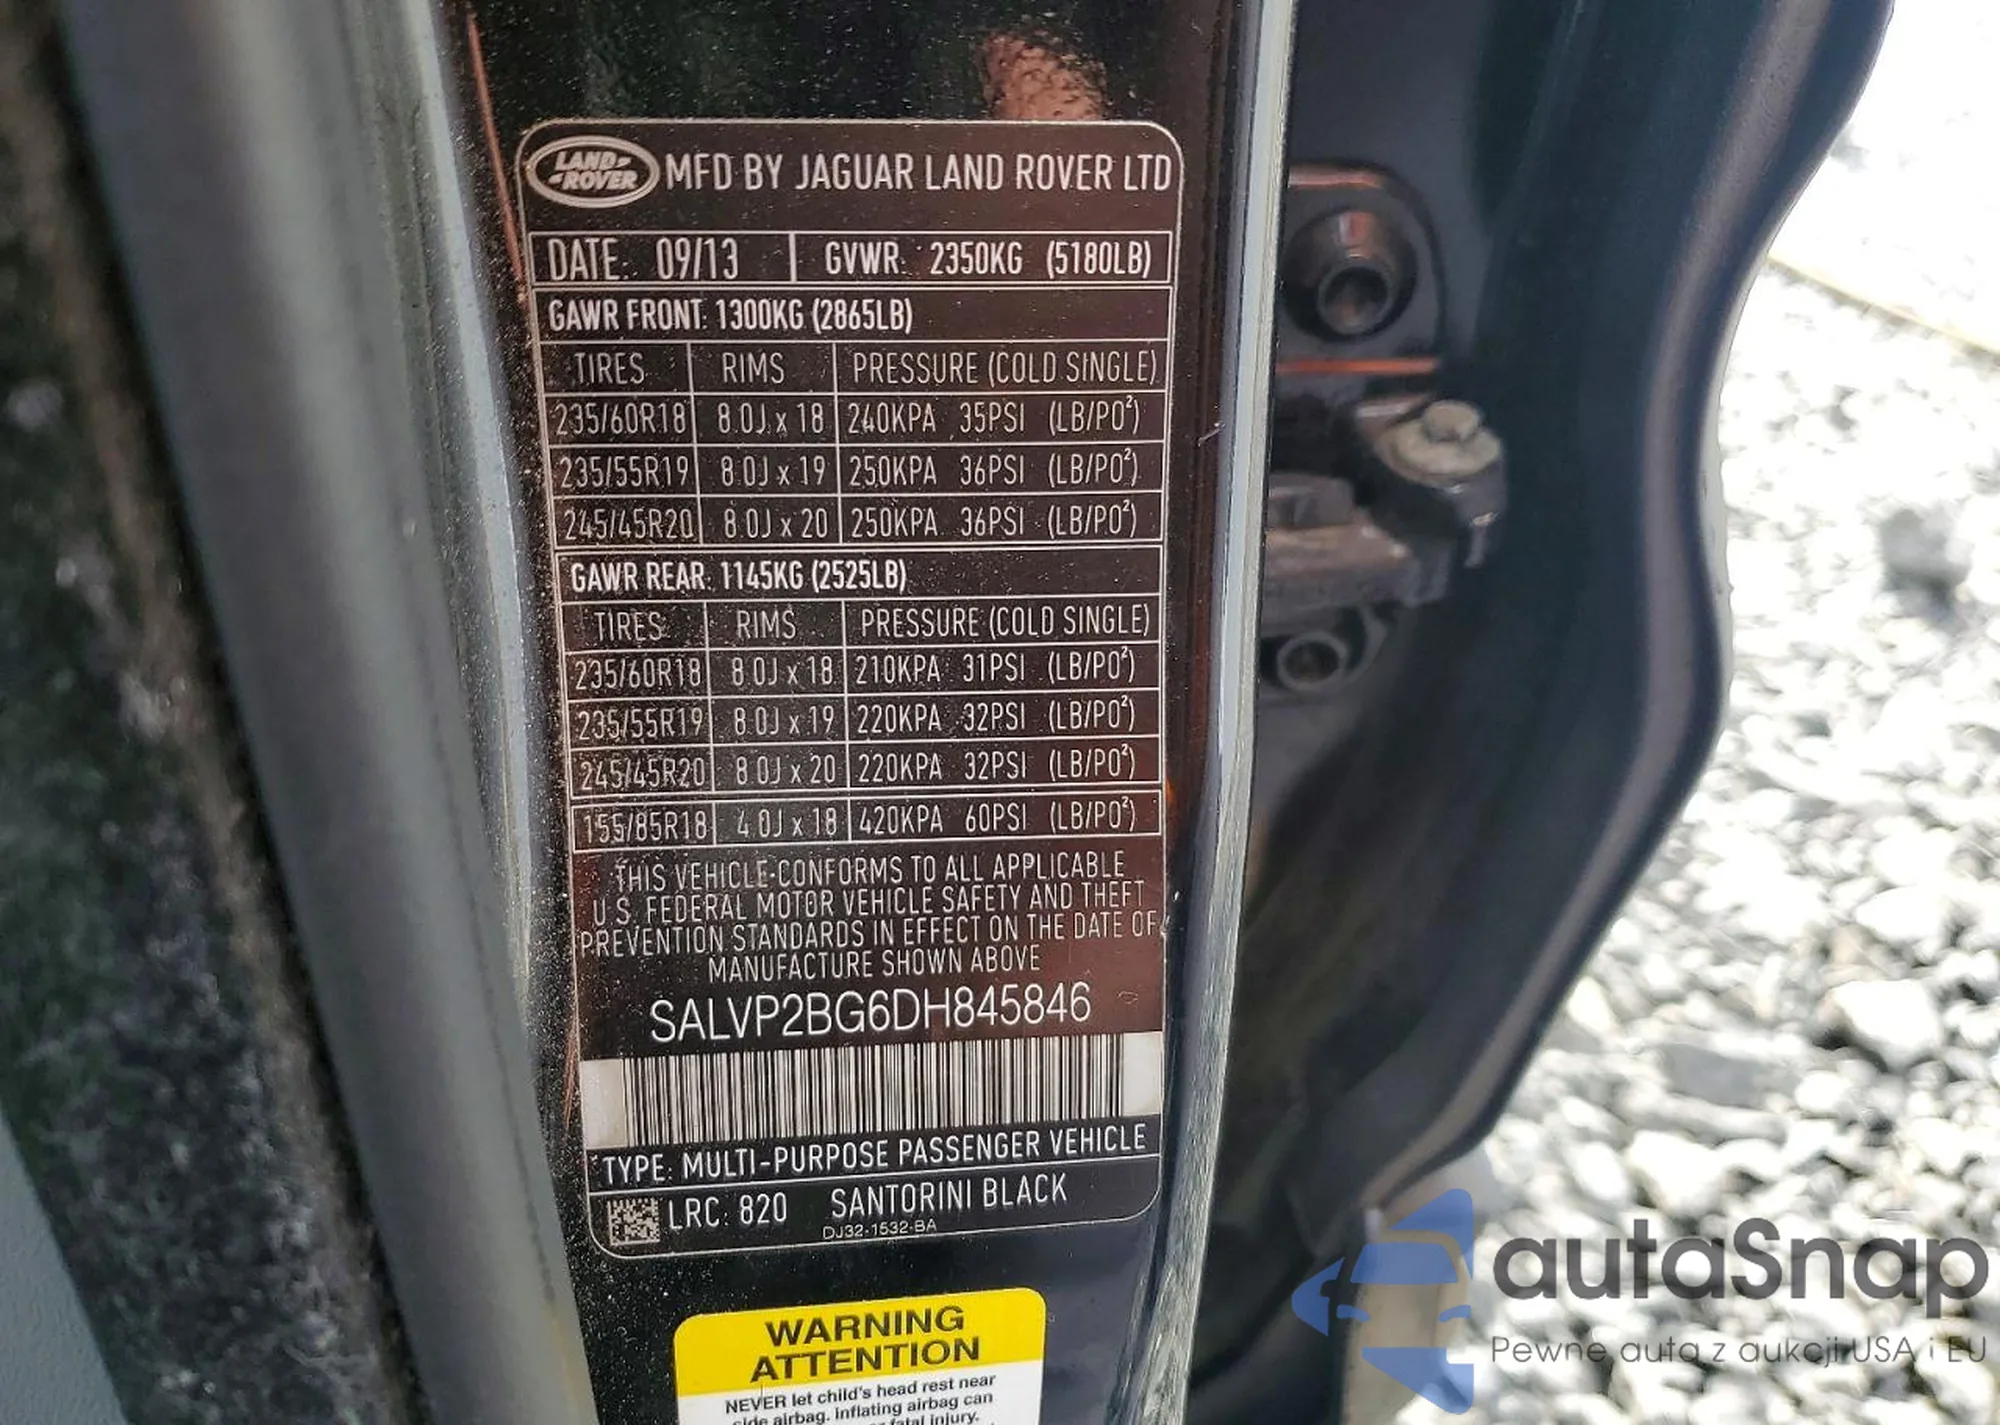 LAND ROVER MFD BY JAGUAR LAND ROVER LTD
DATE: 09/13 GVWR: 2350KG (5180LB)
GAWR FRONT: 1300KG (2865LB)
TIRES RIMS PRESSURE (COLD SINGLE)
235/60R18 8.0J x 18 240KPA 35PSI (LB/PO²)
235/55R19 8.0J x 19 250KPA 36PSI (LB/PO²)
245/45R20 8.0J x 20 250KPA 36PSI (LB/PO²)
GAWR REAR: 1145KG (2525LB)
TIRES RIMS PRESSURE (COLD SINGLE)
235/60R18 8.0J x 18 210KPA 31PSI (LB/PO²)
235/55R19 8.0J x 19 220KPA 32PSI (LB/PO²)
245/45R20 8.0J x 20 220KPA 32PSI (LB/PO²)
155/85R18 4.0J x 18 420KPA 60PSI (LB/PO²)
THIS VEHICLE CONFORMS TO ALL APPLICABLE
U.S. FEDERAL MOTOR VEHICLE SAFETY AND THEFT
PREVENTION STANDARDS IN EFFECT ON THE DATE OF
MANUFACTURE SHOWN ABOVE
SALVP2BG6DH845846
TYPE: MULTI-PURPOSE PASSENGER VEHICLE
LRC: 820 SANTORINI BLACK
DJ32-1532-BA
WARNING
ATTENTION
NEVER let child's head rest near
side airbag. Inflating airbag can
fatal injury.
autaSnap
Pewne auta z aukcji USA i EU